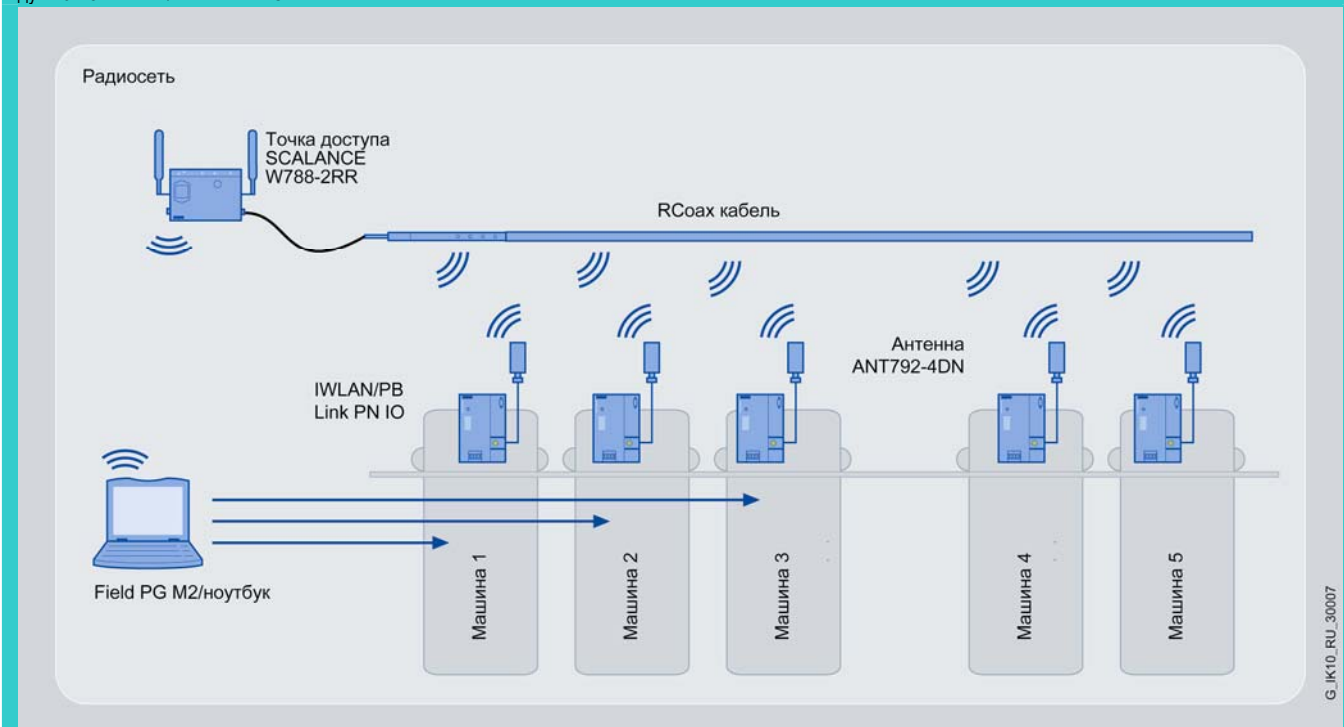 Радиосеть
Точка доступа
SCALANCE
W788-2RR
RCoax кабель
Антенна
ANT792-4DN
IWLAN/PB
Link PN IO
Field PG M2/ноутбук
Машина 1
Машина 2
Машина 3
Машина 4
Машина 5
G_IK10_RU_30007